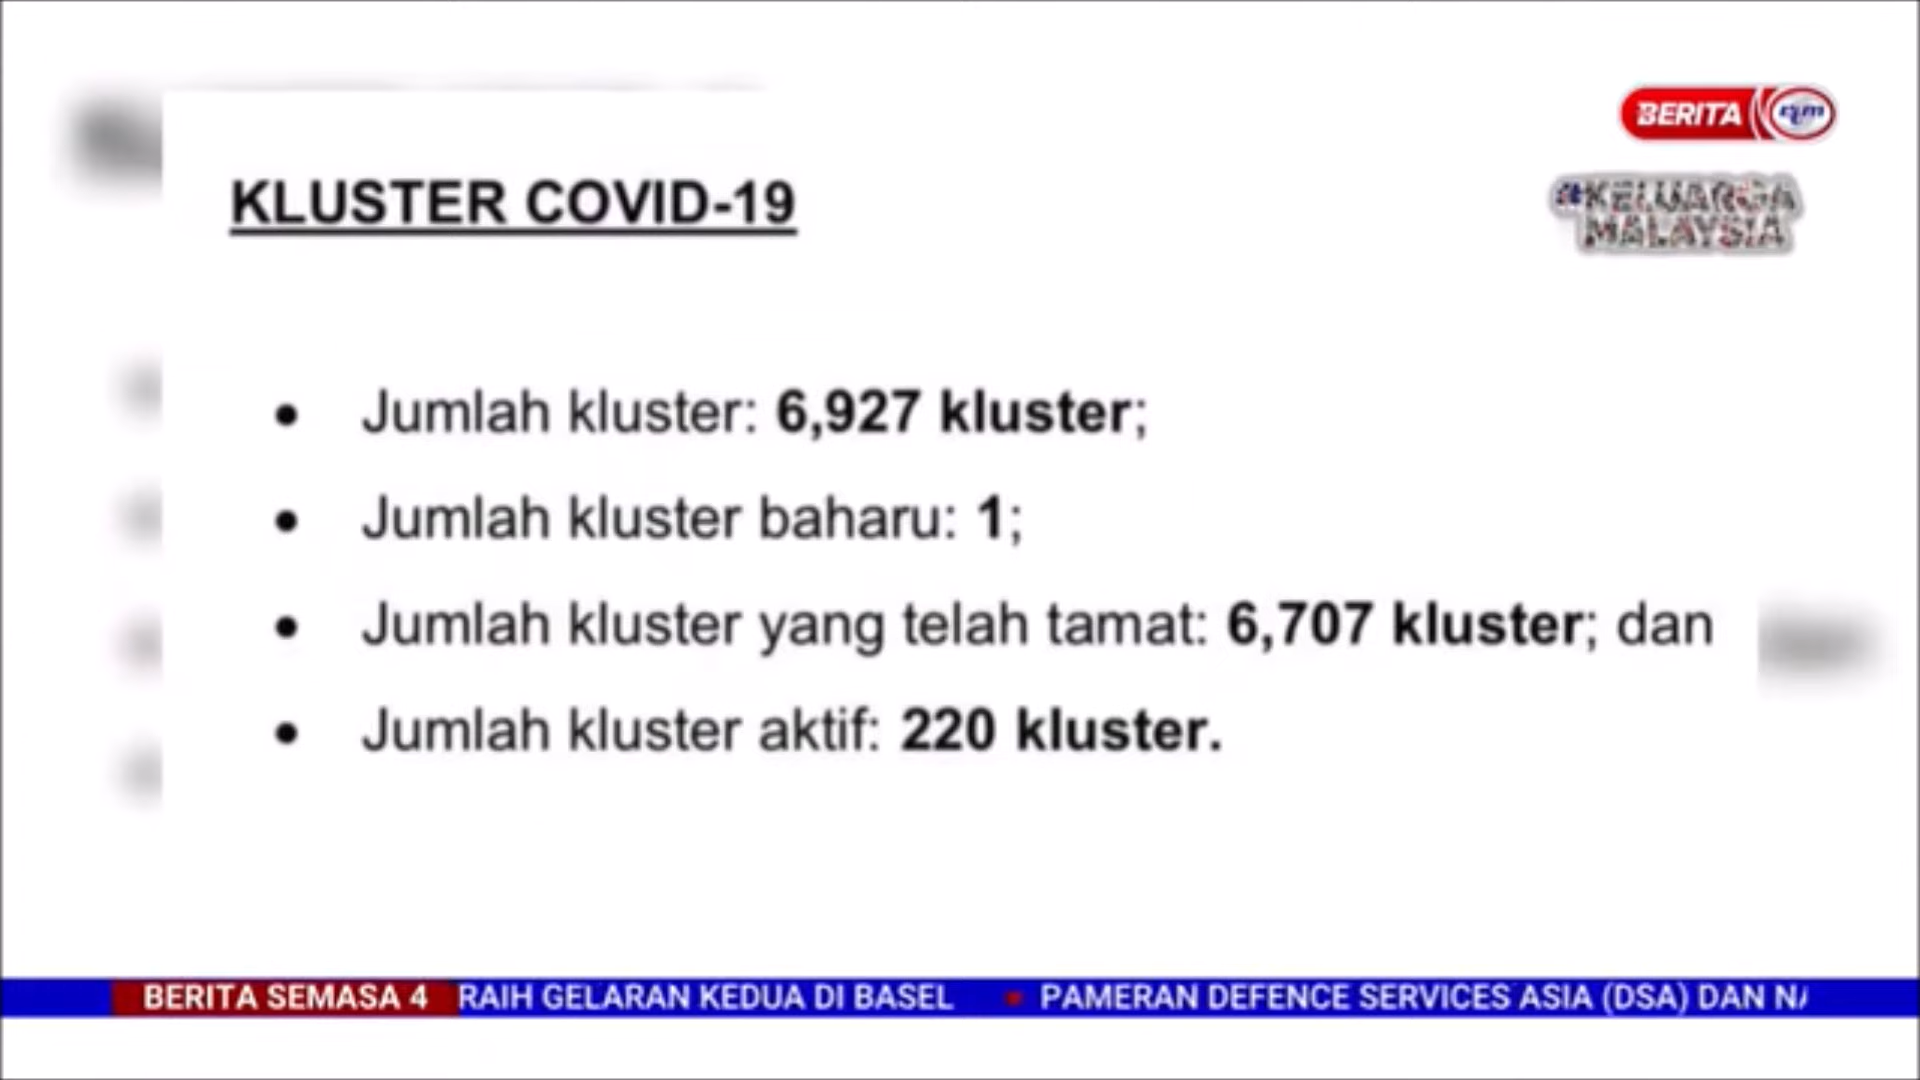 BERITA rtm
#KELUARGA
MALAYSIA
KLUSTER COVID-19
• Jumlah kluster: 6,927 kluster;
• Jumlah kluster baharu: 1;
• Jumlah kluster yang telah tamat: 6,707 kluster; dan
• Jumlah kluster aktif: 220 kluster.
BERITA SEMASA 4 RAIH GELARAN KEDUA DI BASEL PAMERAN DEFENCE SERVICES ASIA (DSA) DAN